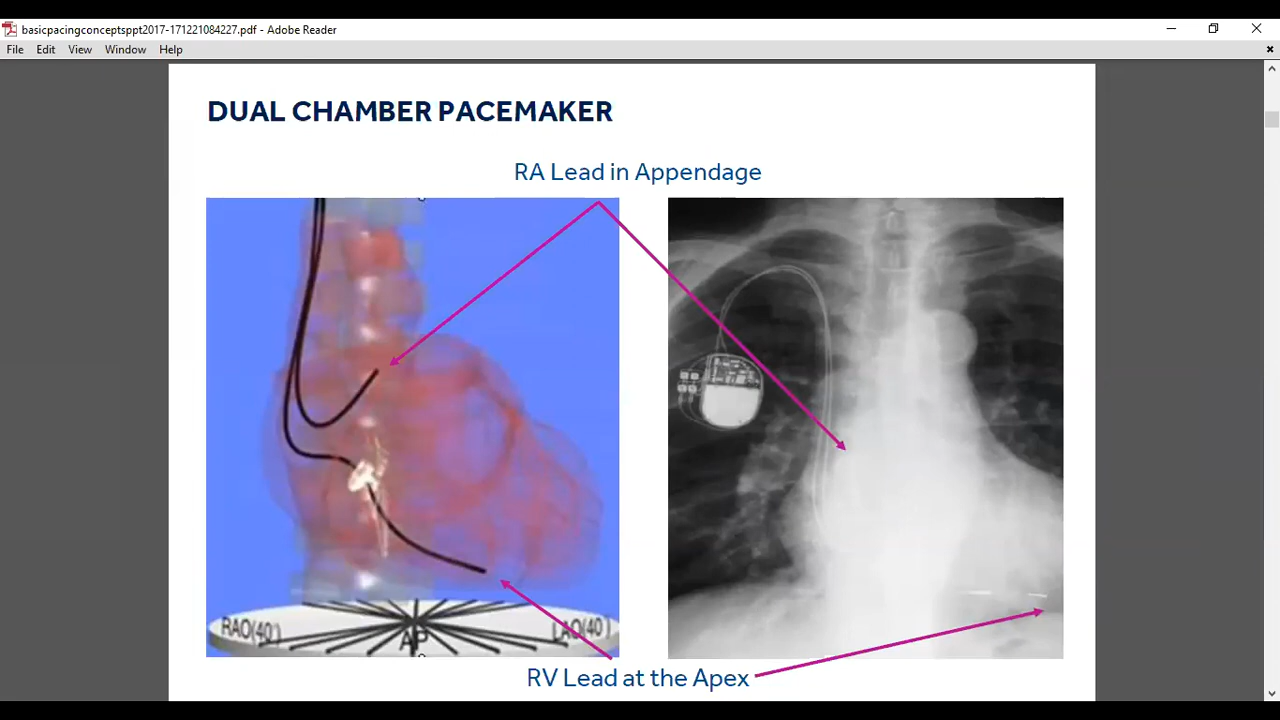 basicpacingconceptsppt2017-171221084227.pdf - Adobe Reader
File Edit View Window Help
DUAL CHAMBER PACEMAKER
RA Lead in Appendage
RAO(40)
AP
LAO(40)
RV Lead at the Apex